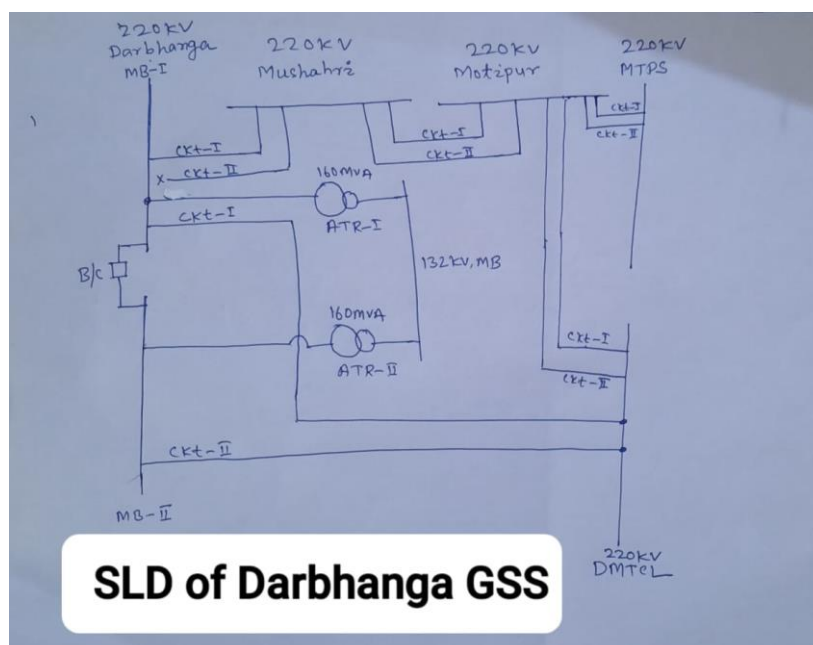 220KV
Darbhanga
MB-I
220KV
Mushahri
220KV
Motipur
220KV
MTPS
ckt-I
ckt-II
ckt-I
ckt-II
ckt-I
x- ckt-II
160MVA
ATR-I
ckt-I
132KV, MB
B/C
160MVA
ATR-II
ckt-I
ckt-II
ckt-II
MB-II
220KV
DMTCL
SLD of Darbhanga GSS